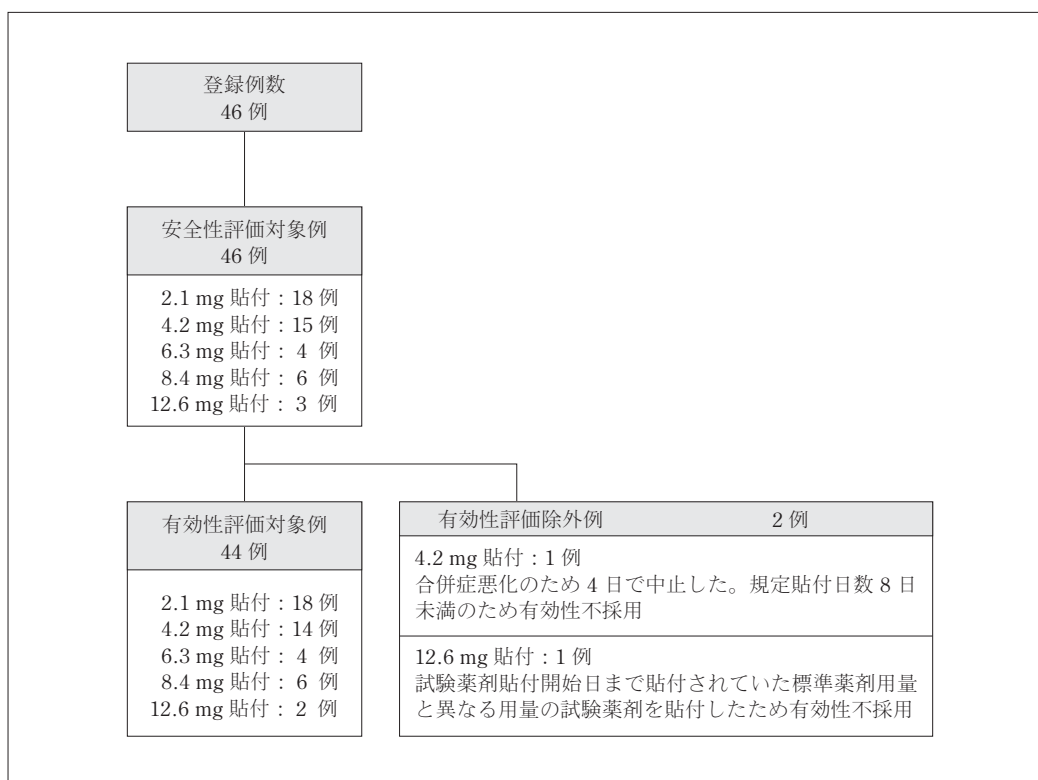 登録例数
46 例
安全性評価対象例
46 例
2.1 mg 貼付：18 例
4.2 mg 貼付：15 例
6.3 mg 貼付： 4 例
8.4 mg 貼付： 6 例
12.6 mg 貼付： 3 例
有効性評価対象例
44 例
2.1 mg 貼付：18 例
4.2 mg 貼付：14 例
6.3 mg 貼付： 4 例
8.4 mg 貼付： 6 例
12.6 mg 貼付： 2 例
有効性評価除外例 2 例
4.2 mg 貼付：1 例
合併症悪化のため 4 日で中止した。規定貼付日数 8 日
未満のため有効性不採用
12.6 mg 貼付：1 例
試験薬剤貼付開始日まで貼付されていた標準薬剤用量
と異なる用量の試験薬剤を貼付したため有効性不採用